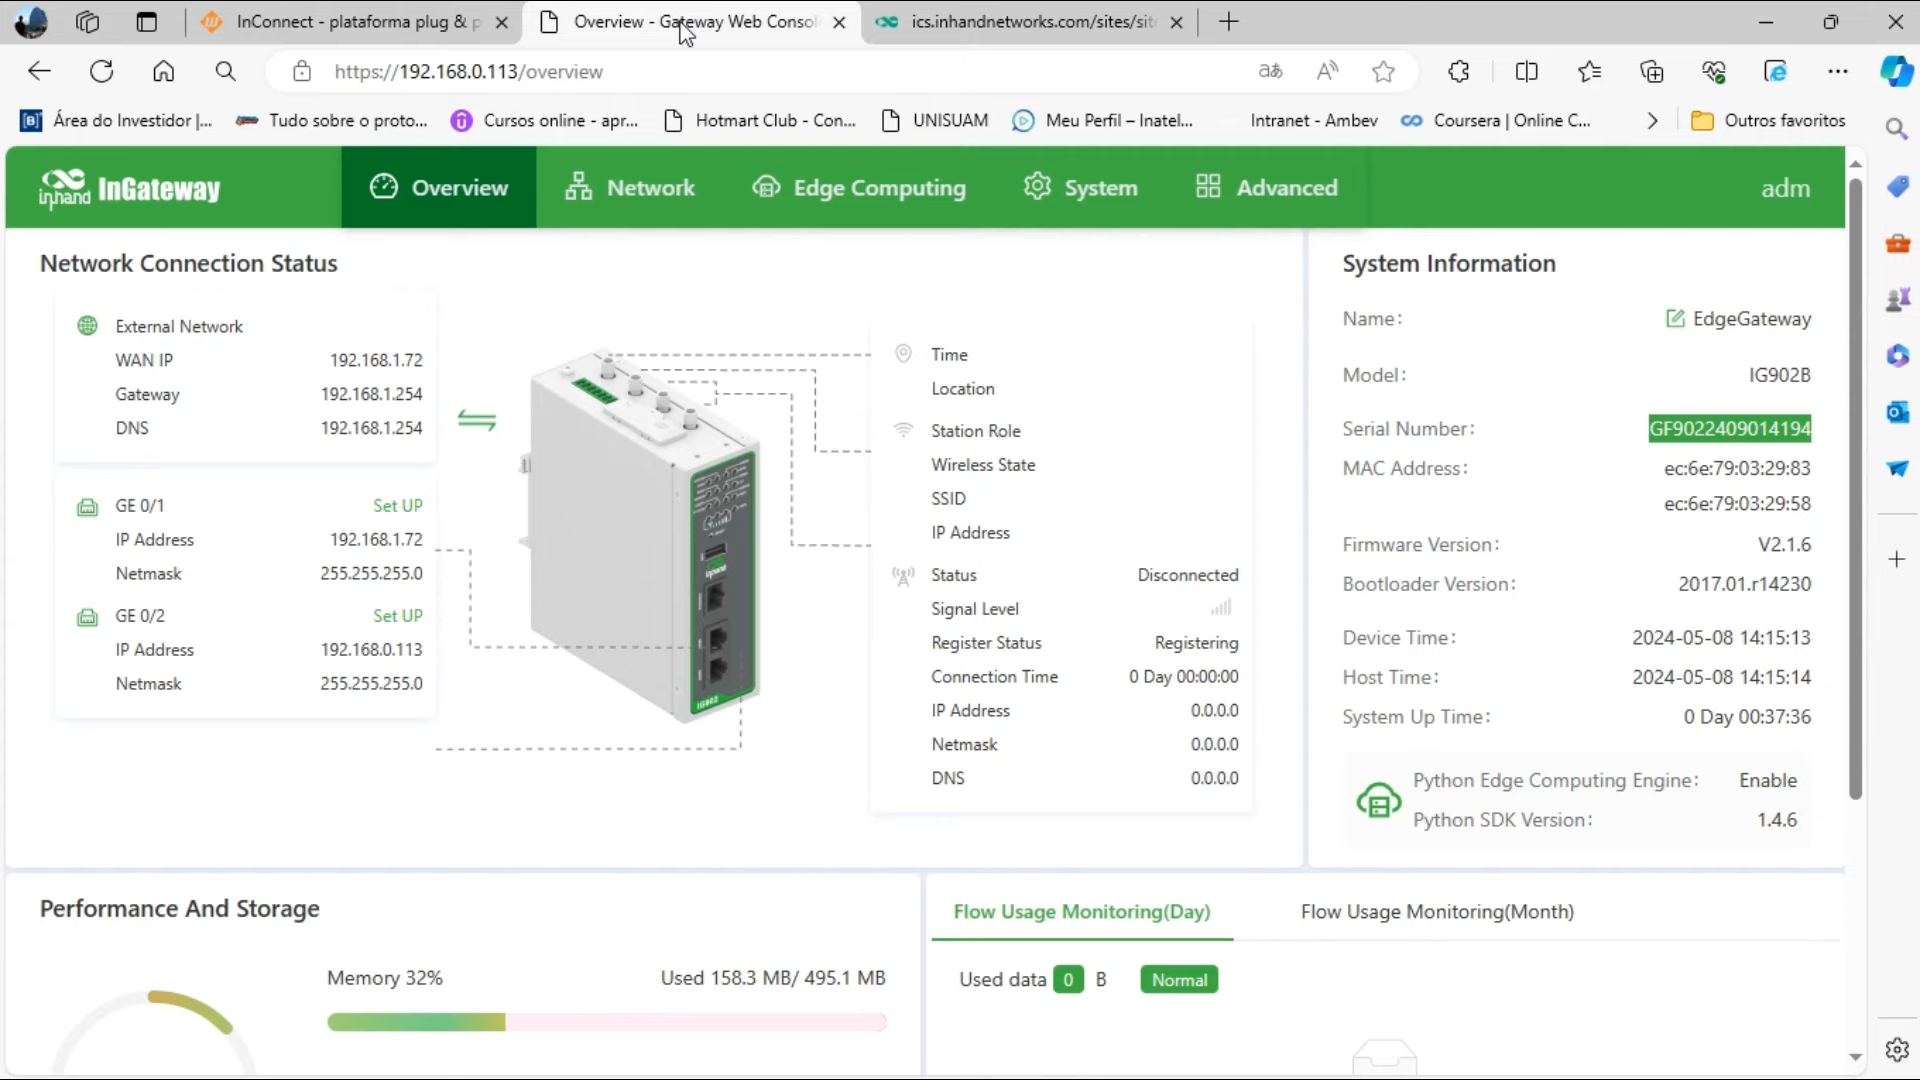 InConnect - plataforma plug & p
Overview - Gateway Web Conso
ics.inhandnetworks.com/sites/sit
https://192.168.0.113/overview
Área do Investidor |...
Tudo sobre o proto...
Cursos online - apr...
Hotmart Club - Con...
UNISUAM
Meu Perfil – Inatel...
Intranet - Ambev
Coursera | Online C...
Outros favoritos
inhand InGateway
Overview
Network
Edge Computing
System
Advanced
adm
Network Connection Status
External Network
WAN IP 192.168.1.72
Gateway 192.168.1.254
DNS 192.168.1.254
GE 0/1 Set UP
IP Address 192.168.1.72
Netmask 255.255.255.0
GE 0/2 Set UP
IP Address 192.168.0.113
Netmask 255.255.255.0
inhand
IG902
Time
Location
Station Role
Wireless State
SSID
IP Address
Status Disconnected
Signal Level
Register Status Registering
Connection Time 0 Day 00:00:00
IP Address 0.0.0.0
Netmask 0.0.0.0
DNS 0.0.0.0
System Information
Name: EdgeGateway
Model: IG902B
Serial Number: GF9022409014194
MAC Address: ec:6e:79:03:29:83
ec:6e:79:03:29:58
Firmware Version: V2.1.6
Bootloader Version: 2017.01.r14230
Device Time: 2024-05-08 14:15:13
Host Time: 2024-05-08 14:15:14
System Up Time: 0 Day 00:37:36
Python Edge Computing Engine: Enable
Python SDK Version: 1.4.6
Performance And Storage
Memory 32% Used 158.3 MB/ 495.1 MB
Flow Usage Monitoring(Day)
Flow Usage Monitoring(Month)
Used data 0 B Normal